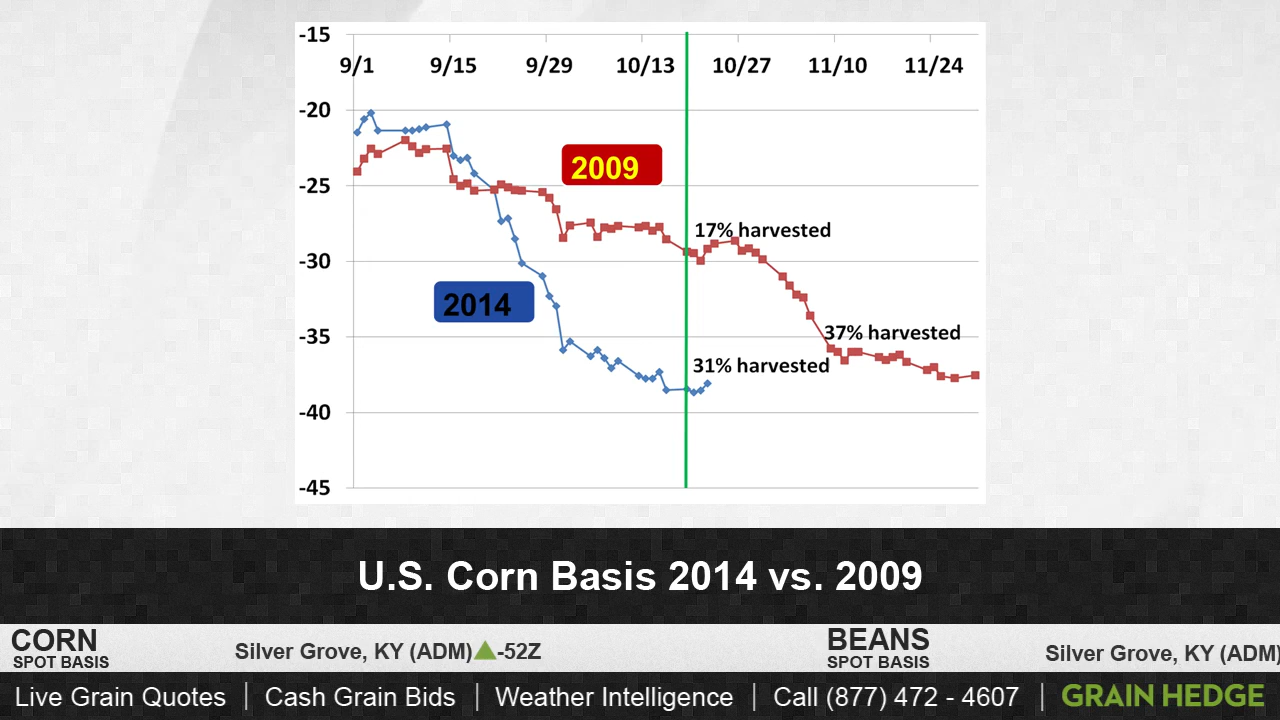 -15
9/1 9/15 9/29 10/13 10/27 11/10 11/24
-20
2009
-25
17% harvested
-30
2014
-35
37% harvested
31% harvested
-40
-45
U.S. Corn Basis 2014 vs. 2009
CORN
SPOT BASIS
Silver Grove, KY (ADM) -52Z
BEANS
SPOT BASIS
Silver Grove, KY (ADM)
Live Grain Quotes | Cash Grain Bids | Weather Intelligence | Call (877) 472 - 4607 | GRAIN HEDGE